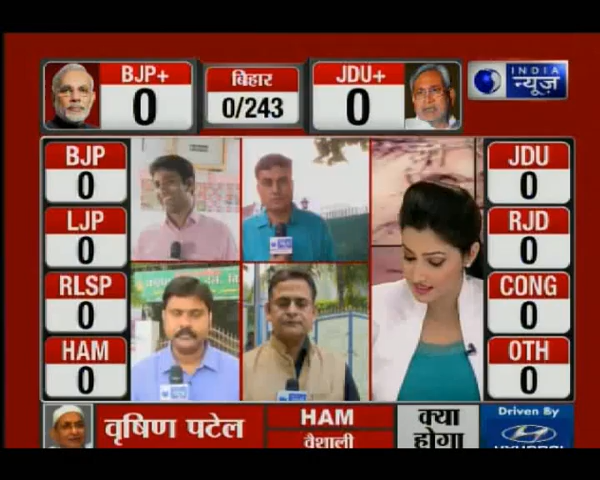 BJP+
0
बिहार
0/243
JDU+
0
INDIA
न्यूज़
BJP
0
LJP
0
RLSP
0
HAM
0
JDU
0
RJD
0
CONG
0
OTH
0
वृषिण पटेल
HAM
वैशाली
क्या
होगा
Driven By
HYUNDAI